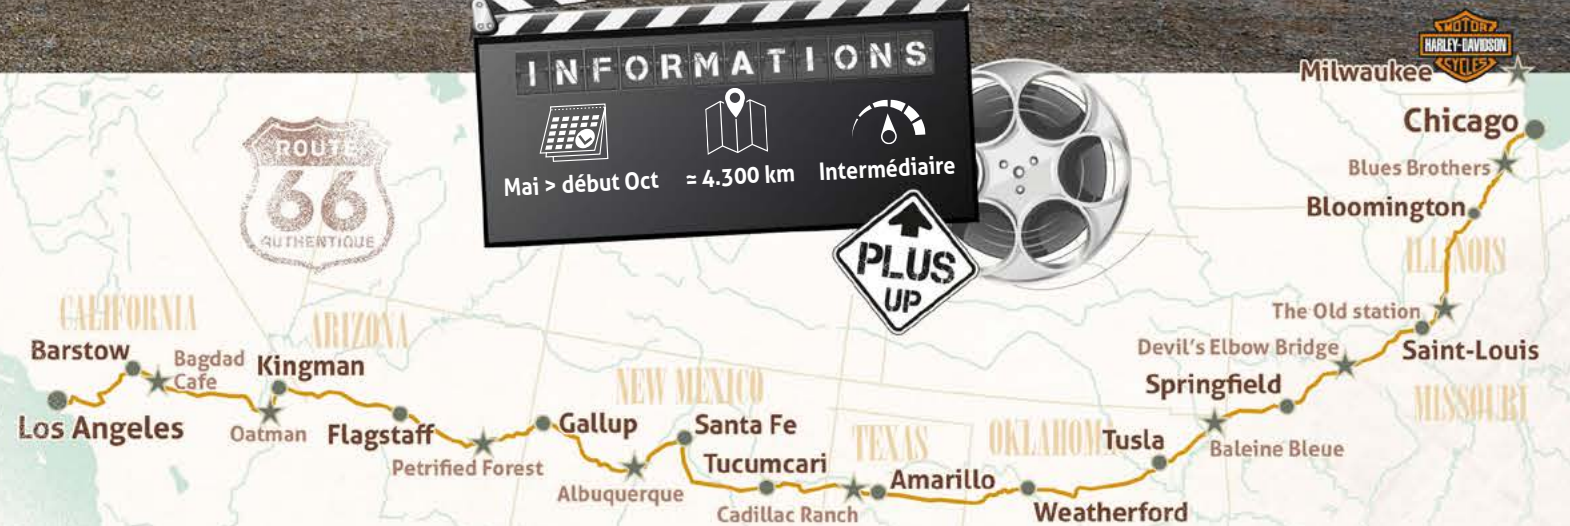 INFORMATIONS
Mai > début Oct
≃ 4.300 km
Intermédiaire
PLUS
UP
ROUTE
66
AUTHENTIQUE
MOTOR
HARLEY-DAVIDSON
CYCLES
Milwaukee
Chicago
Blues Brothers
Bloomington
ILLINOIS
The Old station
Devil's Elbow Bridge
Saint-Louis
Springfield
MISSOURI
CALIFORNIA
ARIZONA
Barstow
Bagdad
Cafe
Kingman
Los Angeles
Oatman
Flagstaff
Petrified Forest
NEW MEXICO
Gallup
Santa Fe
Albuquerque
Tucumcari
TEXAS
Cadillac Ranch
Amarillo
OKLAHOM
Tusla
Baleine Bleue
Weatherford